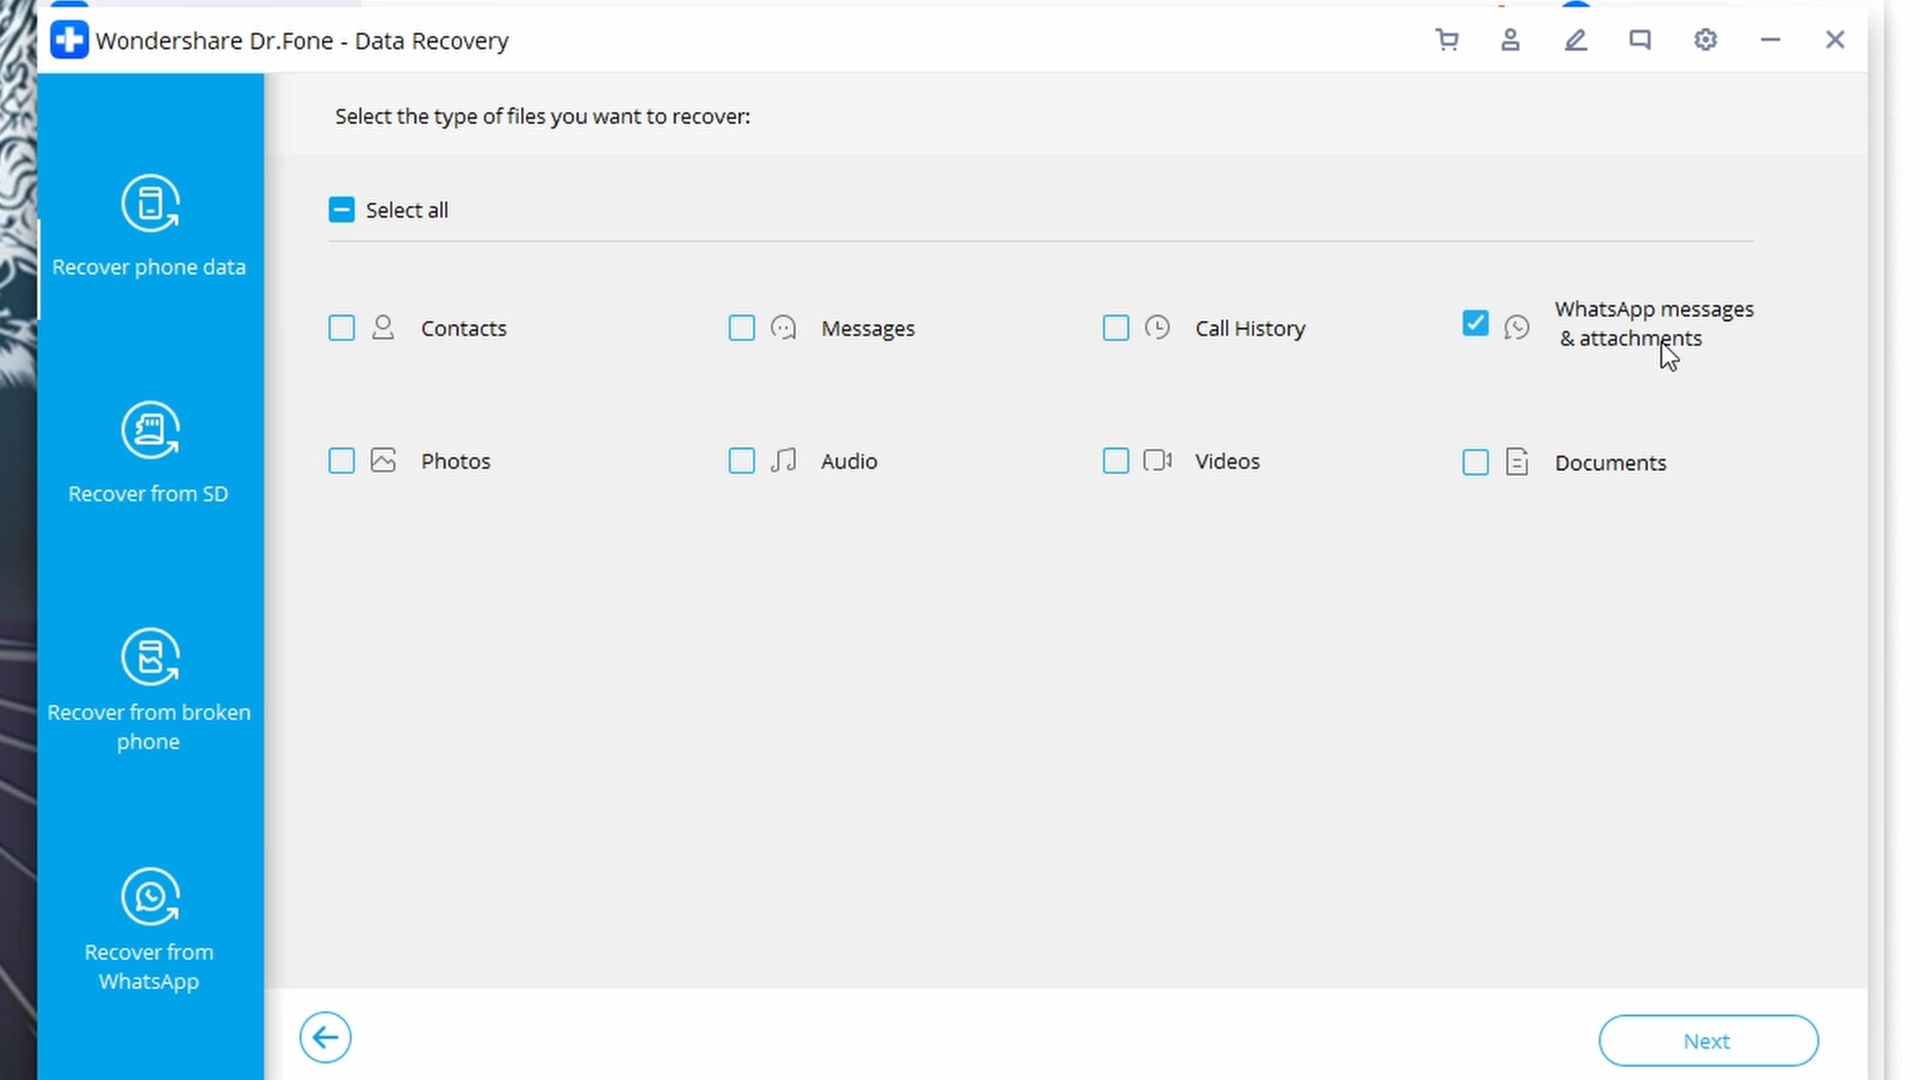 Wondershare Dr.Fone - Data Recovery
Select the type of files you want to recover:
Select all
Recover phone data
Contacts
Messages
Call History
WhatsApp messages
& attachments
Recover from SD
Photos
Audio
Videos
Documents
Recover from broken
phone
Recover from
WhatsApp
Next